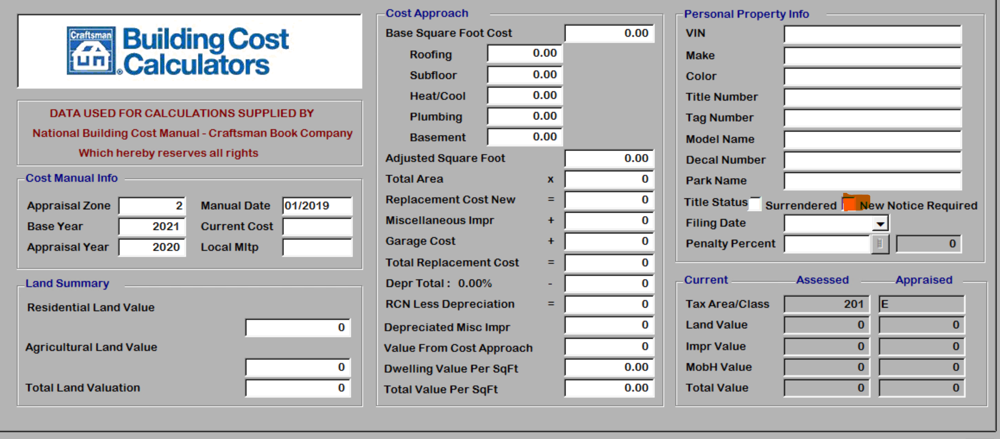 Craftsman
Building Cost
®Calculators
DATA USED FOR CALCULATIONS SUPPLIED BY
National Building Cost Manual - Craftsman Book Company
Which hereby reserves all rights
Cost Manual Info
Appraisal Zone 2 Manual Date 01/2019
Base Year 2021 Current Cost
Appraisal Year 2020 Local Mltp
Land Summary
Residential Land Value
0
Agricultural Land Value
0
Total Land Valuation 0
Cost Approach
Base Square Foot Cost 0.00
Roofing 0.00
Subfloor 0.00
Heat/Cool 0.00
Plumbing 0.00
Basement 0.00
Adjusted Square Foot 0.00
Total Area x 0
Replacement Cost New = 0
Miscellaneous Impr + 0
Garage Cost + 0
Total Replacement Cost = 0
Depr Total : 0.00% - 0
RCN Less Depreciation = 0
Depreciated Misc Impr 0
Value From Cost Approach 0
Dwelling Value Per SqFt 0.00
Total Value Per SqFt 0.00
Personal Property Info
VIN
Make
Color
Title Number
Tag Number
Model Name
Decal Number
Park Name
Title Status Surrendered New Notice Required
Filing Date
Penalty Percent 0
Current Assessed Appraised
Tax Area/Class 201 E
Land Value 0 0
Impr Value 0 0
MobH Value 0 0
Total Value 0 0